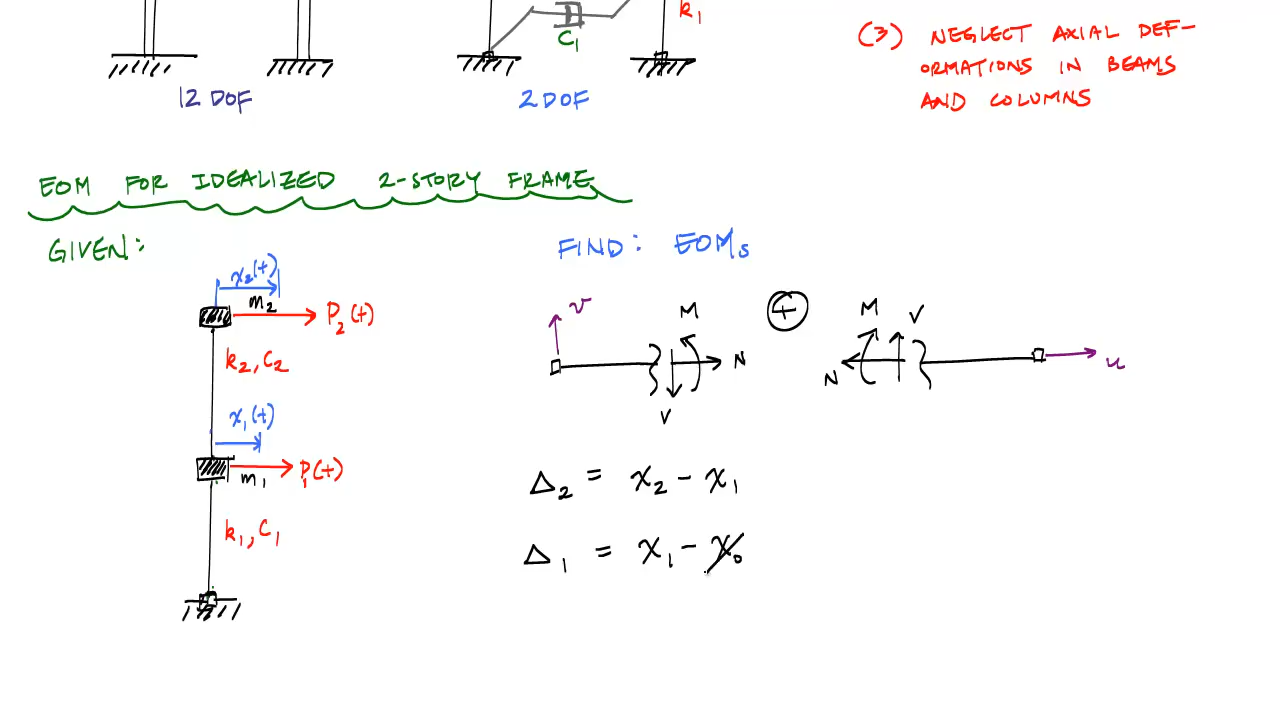 k1
C1
12 DOF
2 DOF
(3) NEGLECT AXIAL DEF-
ORMATIONS IN BEAMS
AND COLUMNS
EOM FOR IDEALIZED 2-STORY FRAME
GIVEN:
FIND: EOMs
x2(t)
m2
P2(t)
k2, C2
x1(t)
m1
P1(t)
k1, C1
v
M
N
V
+
M
V
N
u
Δ2 = x2 - x1
Δ1 = x1 - x0